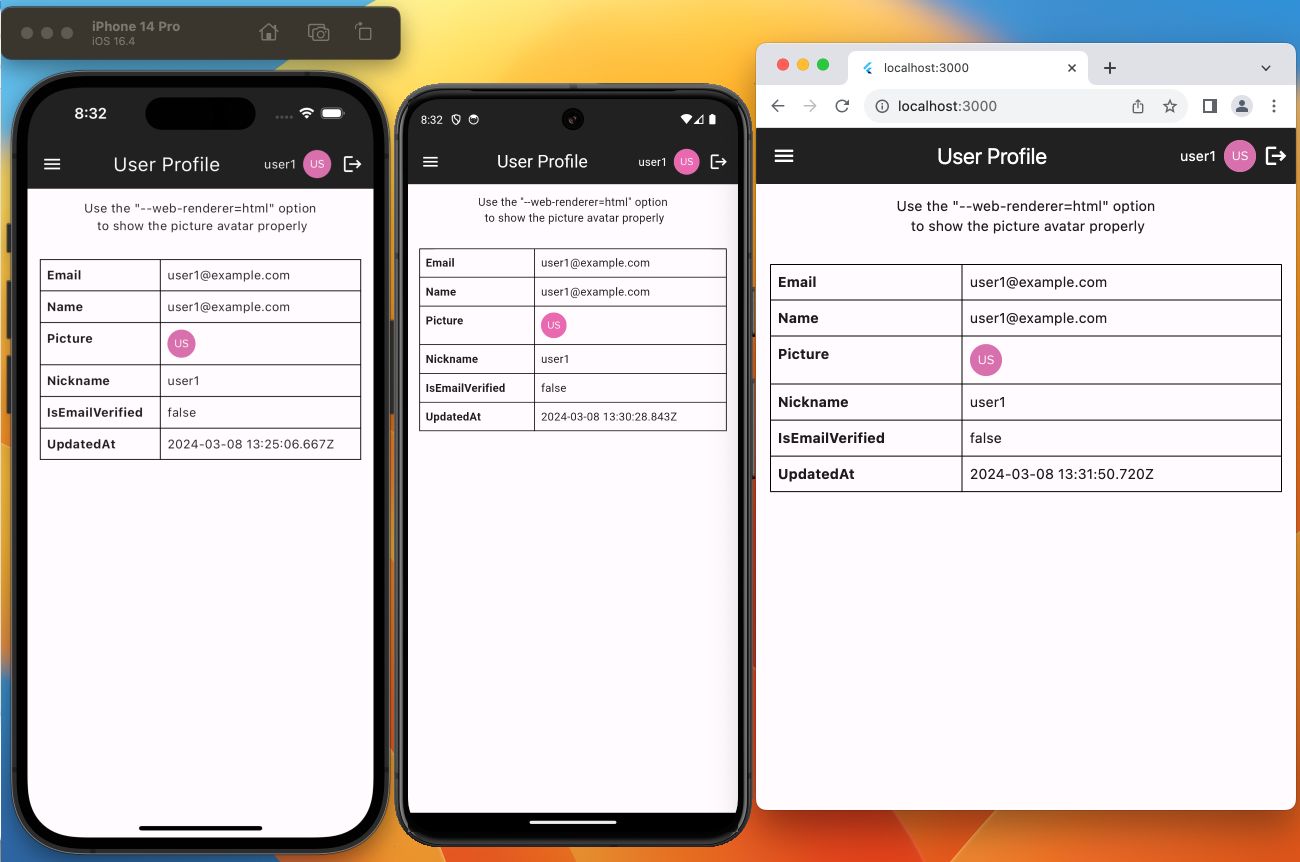 iPhone 14 Pro
iOS 16.4
8:32
User Profile
user1
US
Use the "--web-renderer=html" option
to show the picture avatar properly
Email user1@example.com
Name user1@example.com
Picture US
Nickname user1
IsEmailVerified false
UpdatedAt 2024-03-08 13:25:06.667Z
8:32
User Profile
user1
US
Use the "--web-renderer=html" option
to show the picture avatar properly
Email user1@example.com
Name user1@example.com
Picture US
Nickname user1
IsEmailVerified false
UpdatedAt 2024-03-08 13:30:28.843Z
localhost:3000
localhost:3000
User Profile
user1
US
Use the "--web-renderer=html" option
to show the picture avatar properly
Email user1@example.com
Name user1@example.com
Picture US
Nickname user1
IsEmailVerified false
UpdatedAt 2024-03-08 13:31:50.720Z